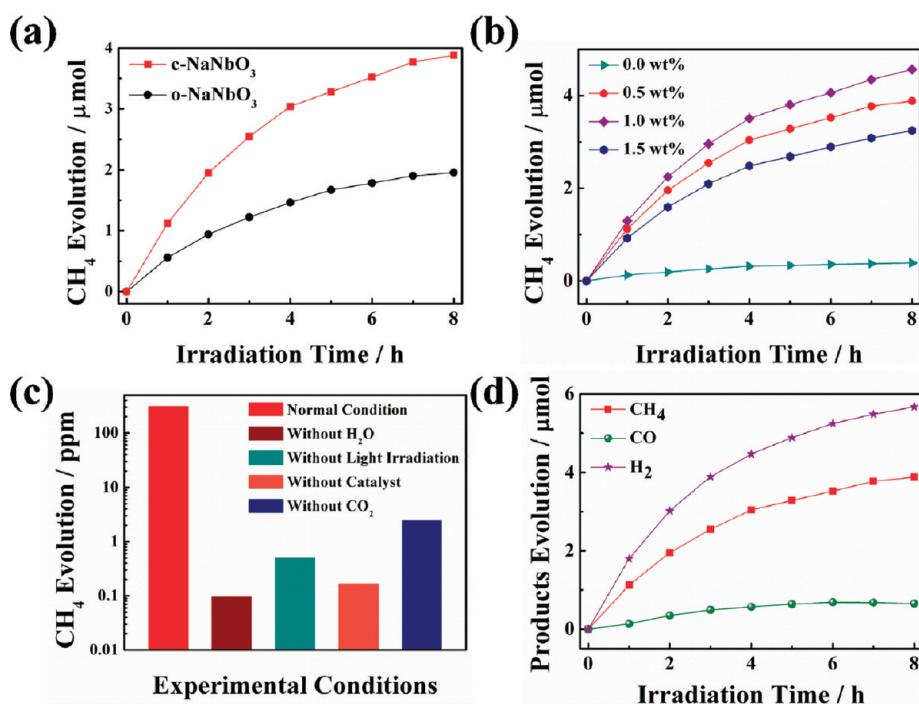 (a)
c-NaNbO3
o-NaNbO3
CH4 Evolution / μmol
4
3
2
1
0
0 2 4 6 8
Irradiation Time / h
(b)
0.0 wt%
0.5 wt%
1.0 wt%
1.5 wt%
CH4 Evolution / μmol
4
2
0
0 2 4 6 8
Irradiation Time / h
(c)
Normal Condition
Without H2O
Without Light Irradiation
Without Catalyst
Without CO2
CH4 Evolution / ppm
100
10
1
0.1
0.01
Experimental Conditions
(d)
CH4
CO
H2
Products Evolution / μmol
6
4
2
0
0 2 4 6 8
Irradiation Time / h